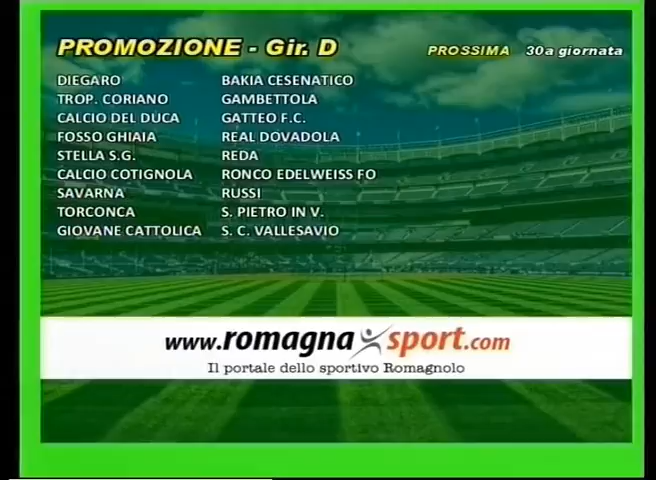 PROMOZIONE - Gir. D PROSSIMA 30a giornata
DIEGARO BAKIA CESENATICO
TROP. CORIANO GAMBETTOLA
CALCIO DEL DUCA GATTEO F.C.
FOSSO GHIAIA REAL DOVADOLA
STELLA S.G. REDA
CALCIO COTIGNOLA RONCO EDELWEISS FO
SAVARNA RUSSI
TORCONCA S. PIETRO IN V.
GIOVANE CATTOLICA S. C. VALLESAVIO
www.romagnasport.com
Il portale dello sportivo Romagnolo